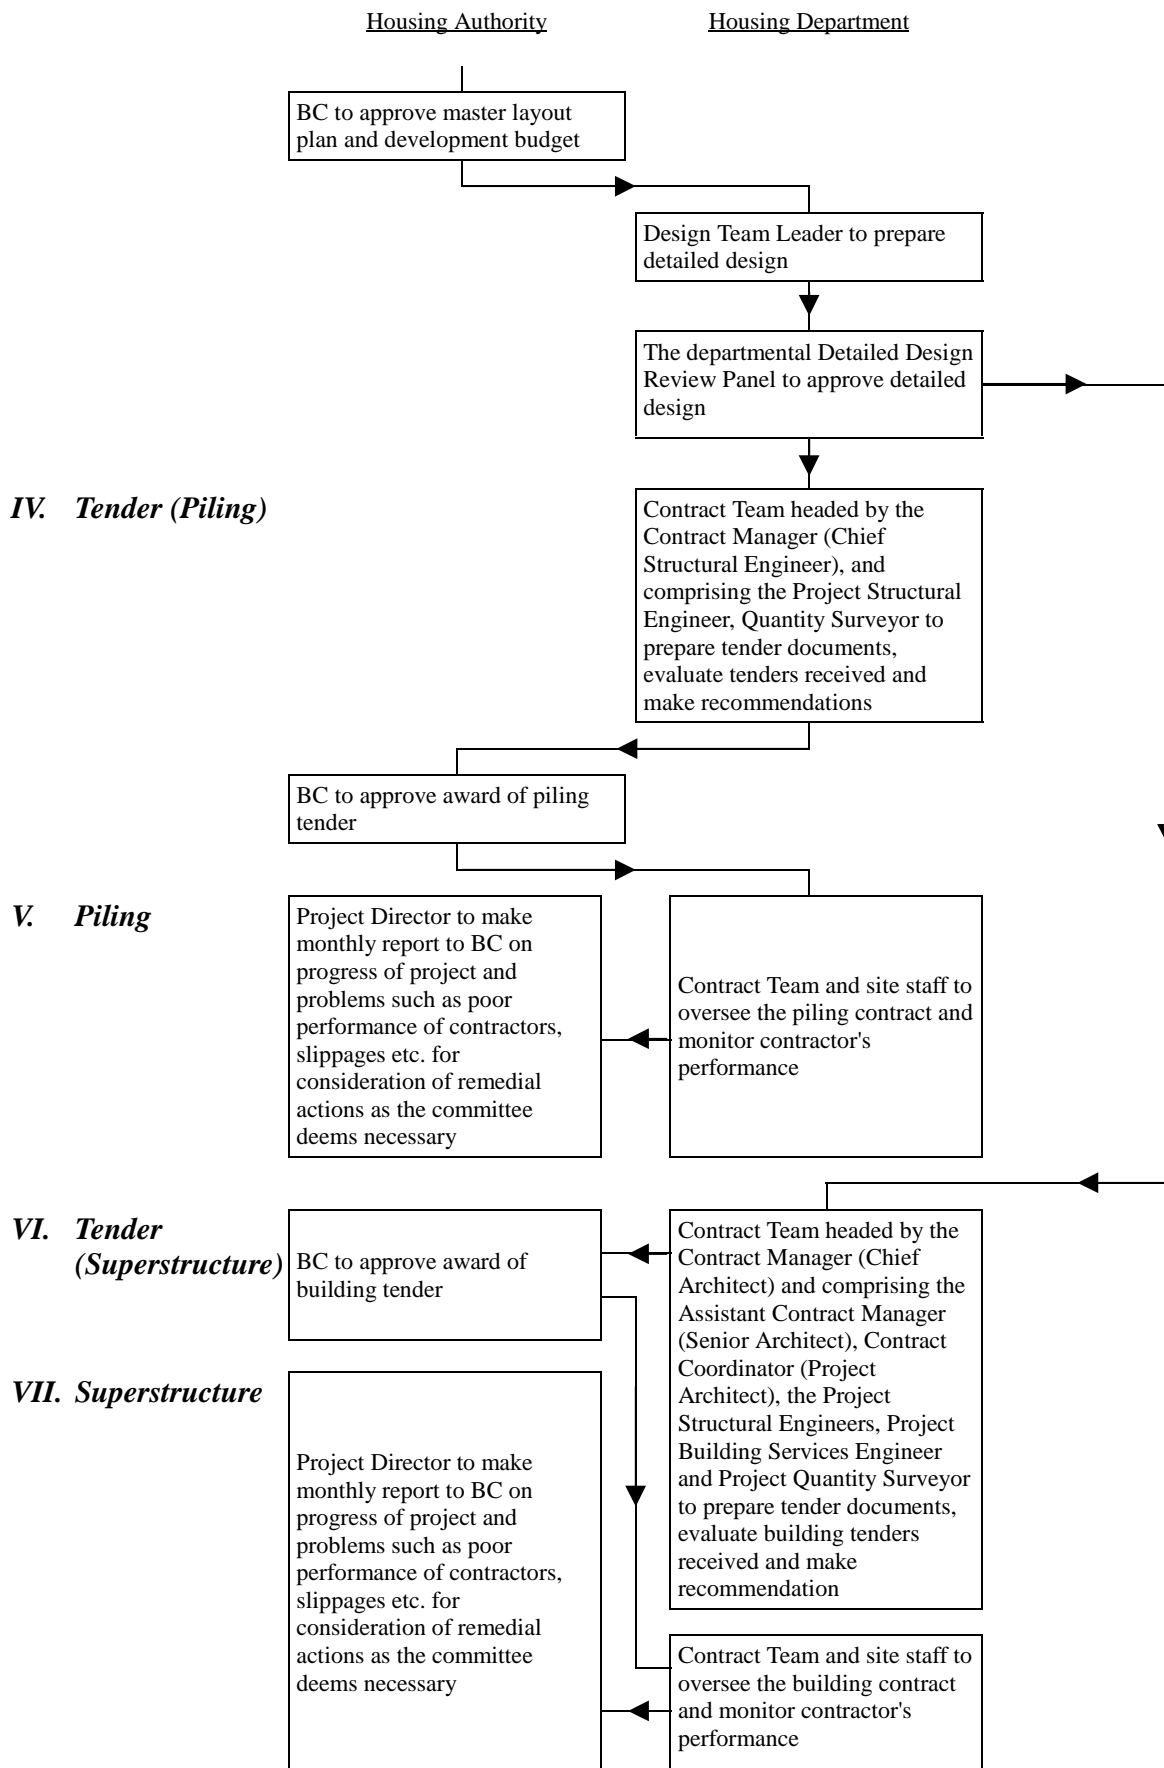 Housing Authority
Housing Department
BC to approve master layout
plan and development budget
Design Team Leader to prepare
detailed design
The departmental Detailed Design
Review Panel to approve detailed
design
IV. Tender (Piling)
Contract Team headed by the
Contract Manager (Chief
Structural Engineer), and
comprising the Project Structural
Engineer, Quantity Surveyor to
prepare tender documents,
evaluate tenders received and
make recommendations
BC to approve award of piling
tender
V. Piling
Project Director to make
monthly report to BC on
progress of project and
problems such as poor
performance of contractors,
slippages etc. for
consideration of remedial
actions as the committee
deems necessary
Contract Team and site staff to
oversee the piling contract and
monitor contractor's
performance
VI. Tender
(Superstructure)
BC to approve award of
building tender
Contract Team headed by the
Contract Manager (Chief
Architect) and comprising the
Assistant Contract Manager
(Senior Architect), Contract
Coordinator (Project
Architect), the Project
Structural Engineers, Project
Building Services Engineer
and Project Quantity Surveyor
to prepare tender documents,
evaluate building tenders
received and make
recommendation
VII. Superstructure
Project Director to make
monthly report to BC on
progress of project and
problems such as poor
performance of contractors,
slippages etc. for
consideration of remedial
actions as the committee
deems necessary
Contract Team and site staff to
oversee the building contract
and monitor contractor's
performance